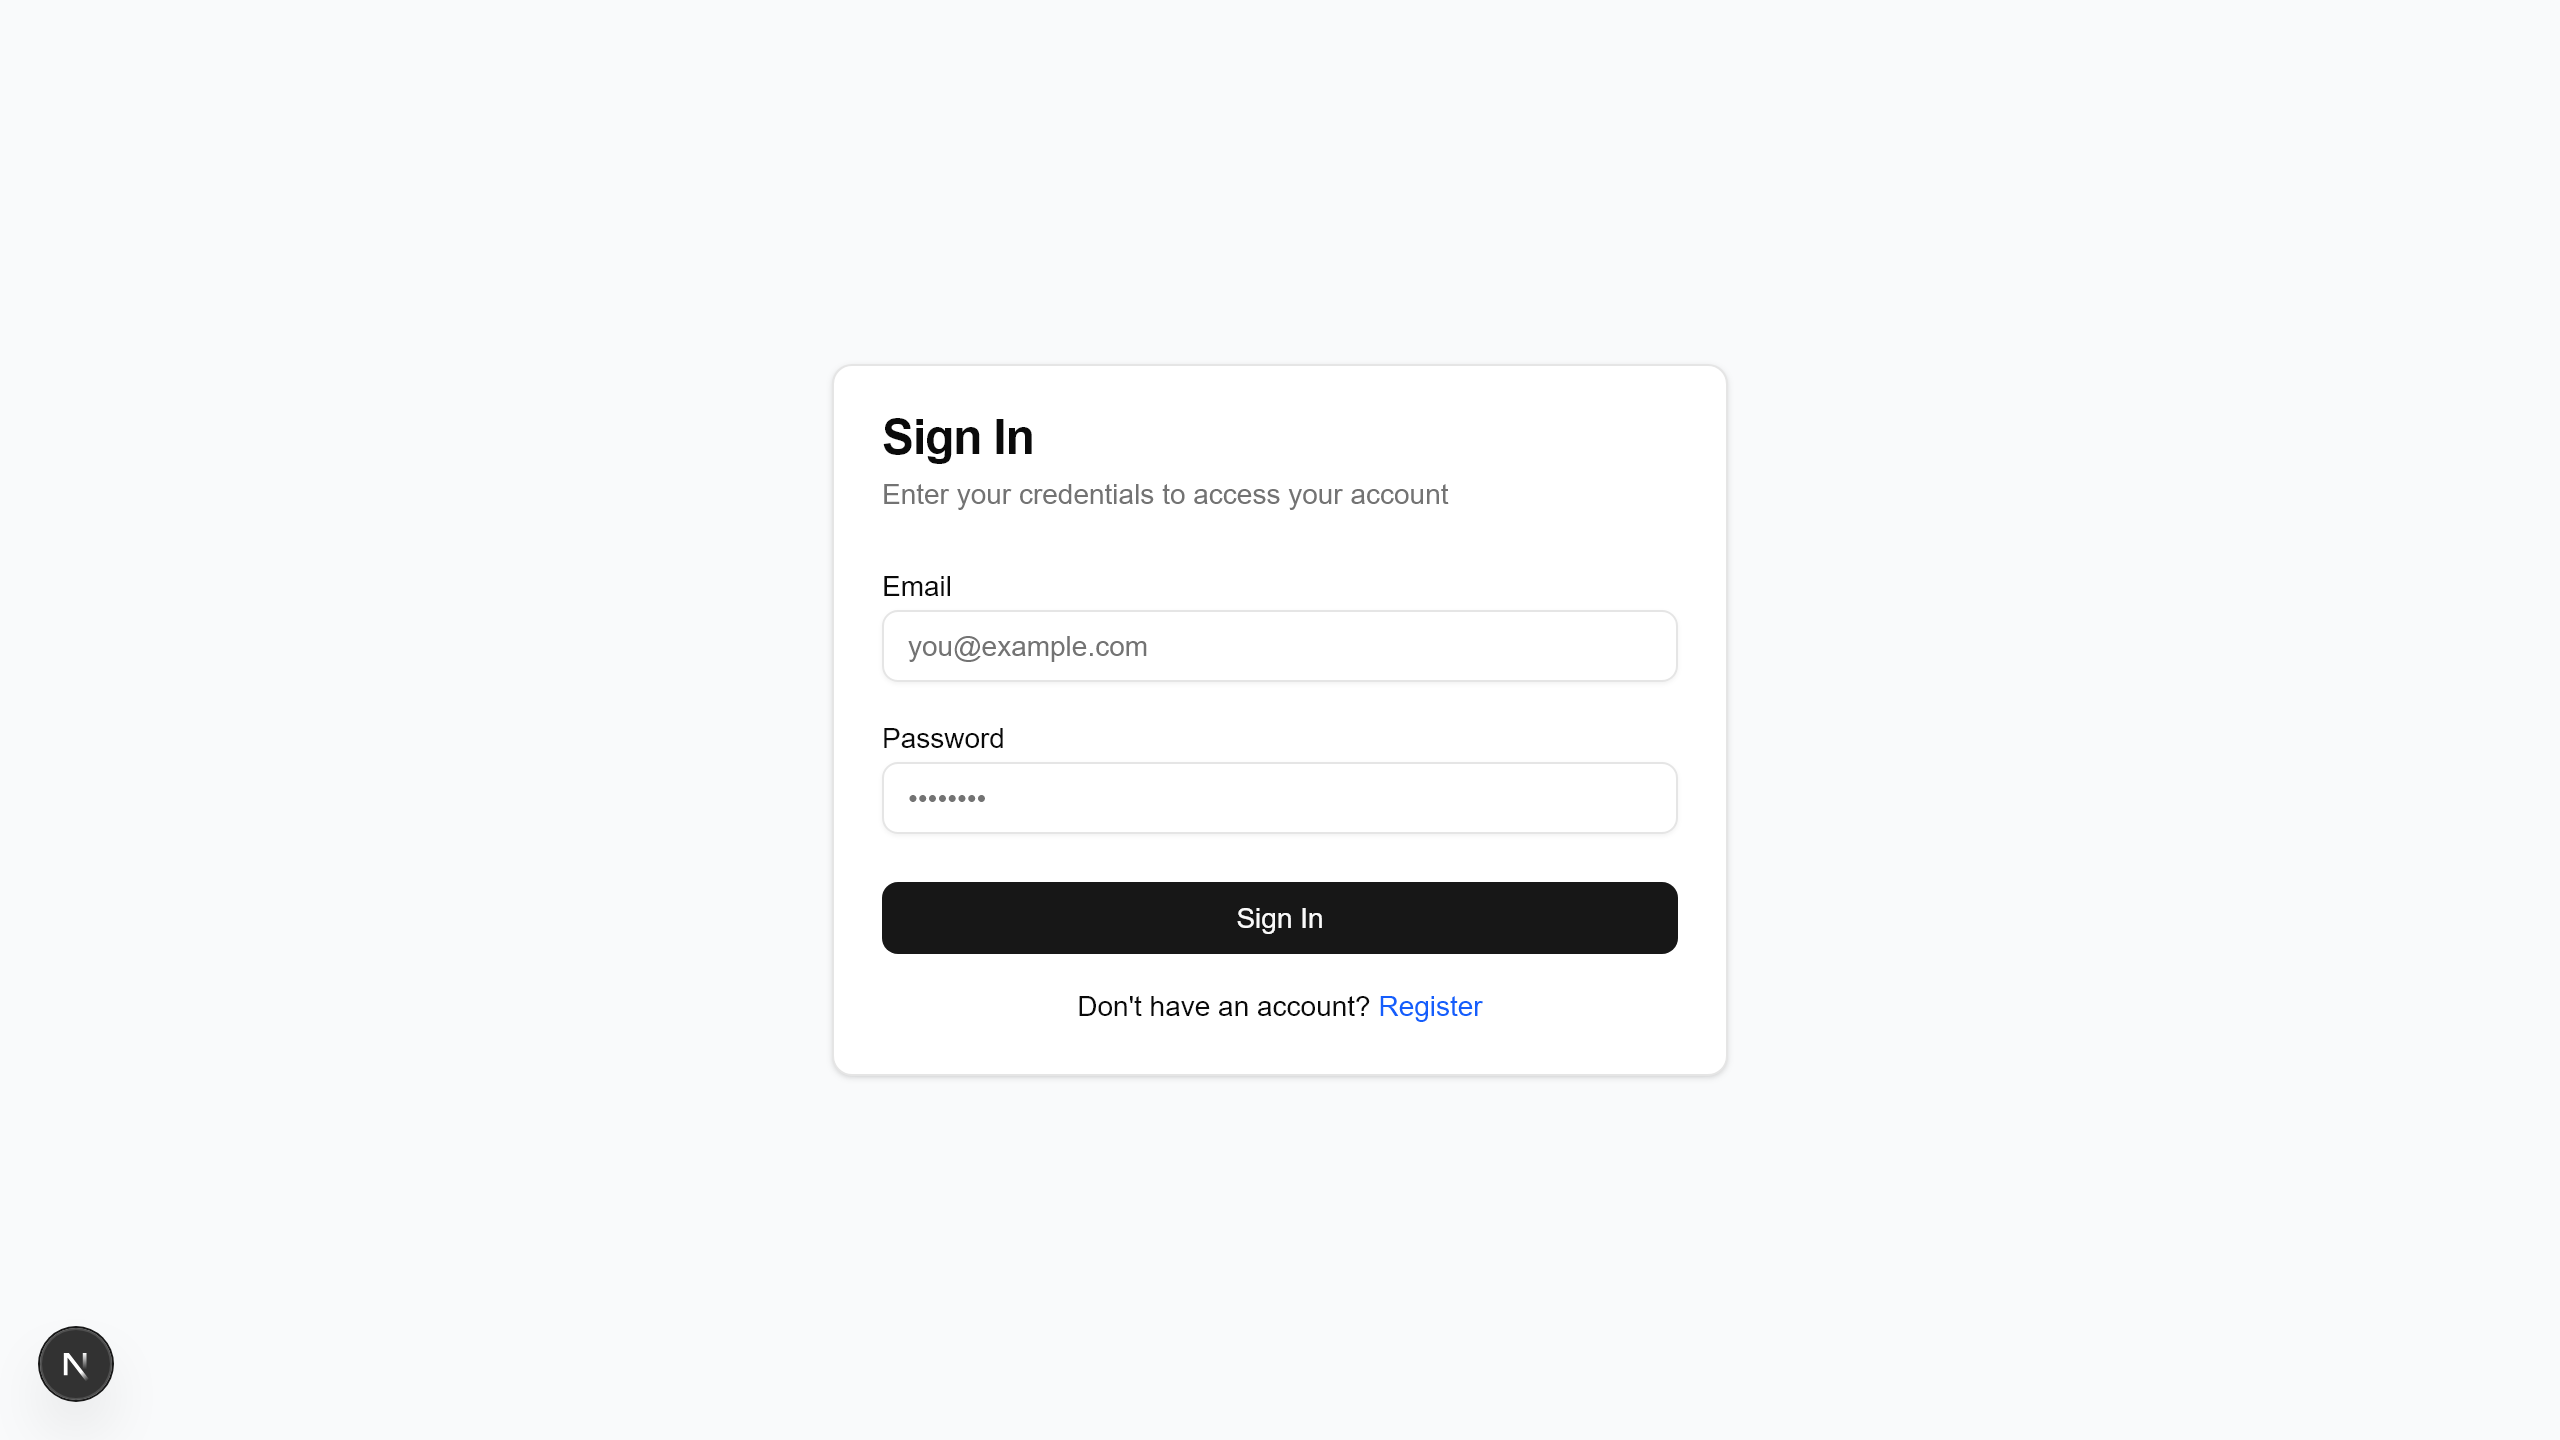 Sign In
Enter your credentials to access your account
Email
you@example.com
Password
••••••••
Sign In
Don't have an account? Register
N